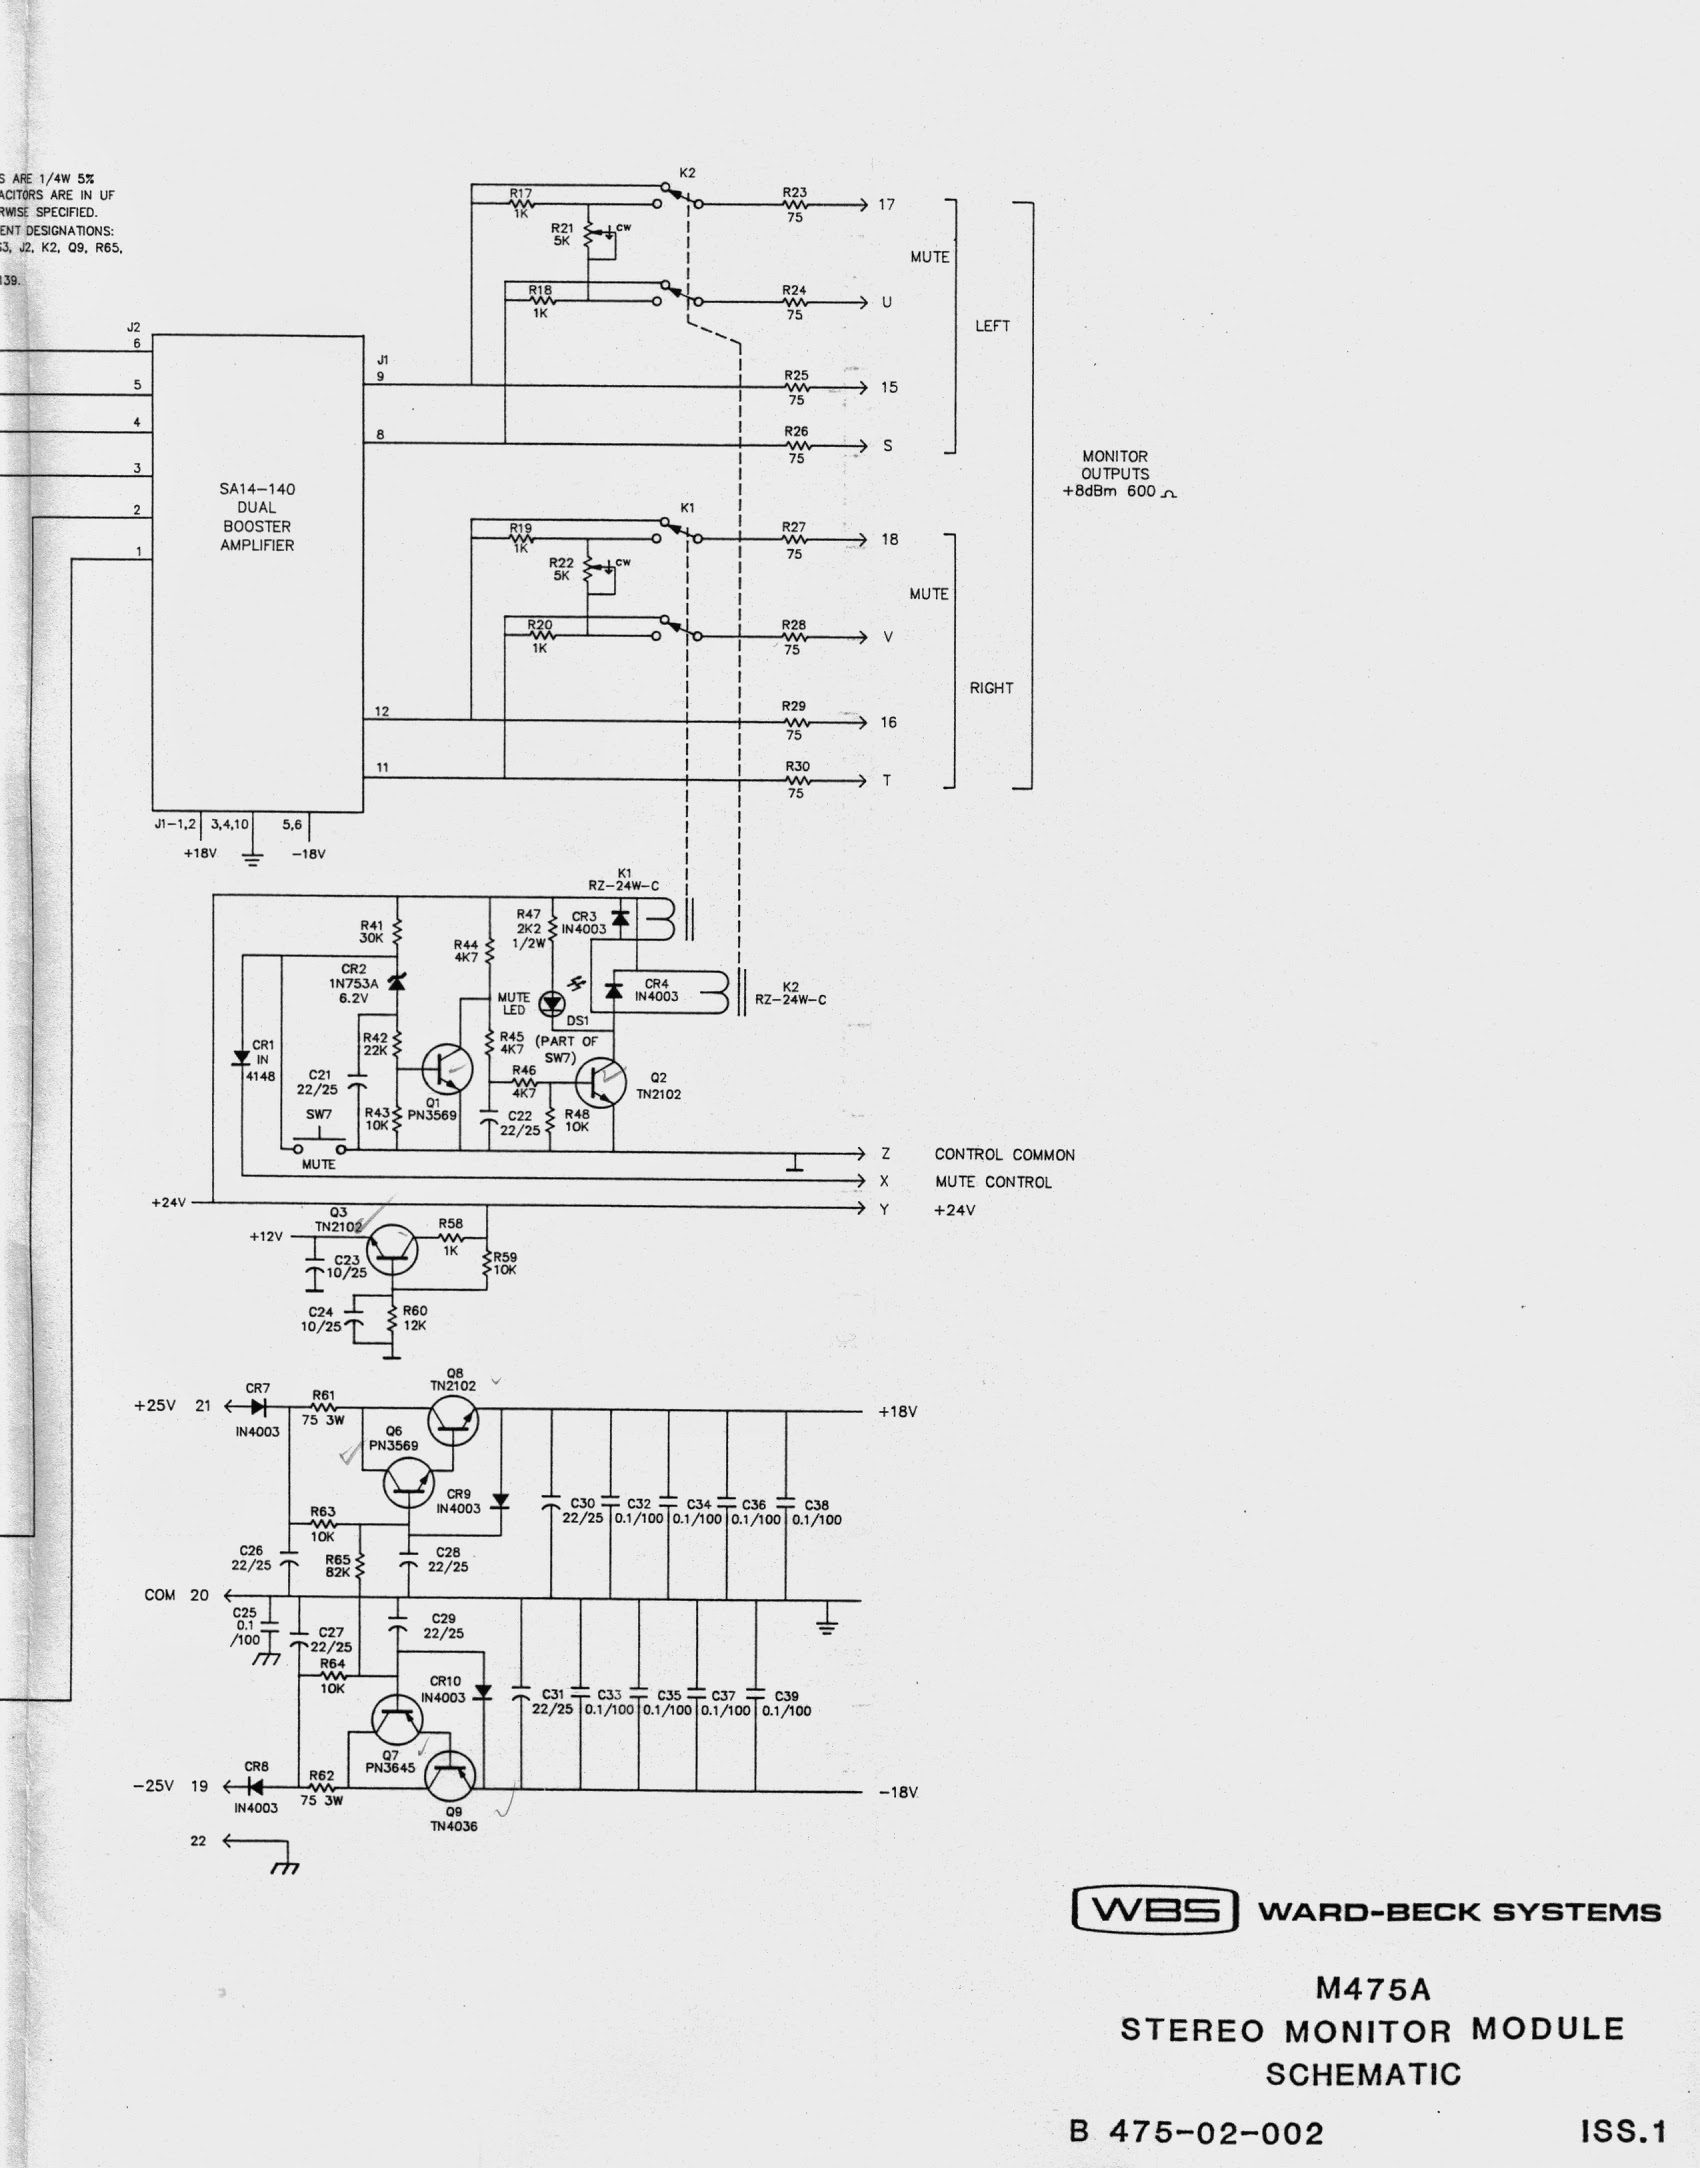 S ARE 1/4W 5%
ACITORS ARE IN UF
RWISE SPECIFIED.
ENT DESIGNATIONS:
S3, J2, K2, Q9, R65,
139.
K2
R17
1K
R21
5K
CW
R23
75
17
MUTE
R18
1K
R24
75
U
LEFT
J2
6
5
4
3
2
1
J1
9
R25
75
15
8
R26
75
S
MONITOR
OUTPUTS
+8dBm 600 Ω
SA14-140
DUAL
BOOSTER
AMPLIFIER
K1
R19
1K
R22
5K
CW
R27
75
18
MUTE
R20
1K
R28
75
V
RIGHT
12
R29
75
16
11
R30
75
T
J1-1,2 3,4,10 5,6
+18V -18V
K1
RZ-24W-C
R41
30K
R44
4K7
R47
2K2
1/2W
CR3
IN4003
CR2
1N753A
6.2V
MUTE
LED
DS1
(PART OF
SW7)
CR4
IN4003
K2
RZ-24W-C
CR1
IN
4148
R42
22K
R45
4K7
C21
22/25
R46
4K7
Q2
TN2102
SW7
R43
10K
Q1
PN3569
C22
22/25
R48
10K
MUTE
Z CONTROL COMMON
X MUTE CONTROL
+24V
Y +24V
Q3
TN2102
+12V
R58
1K
C23
10/25
R59
10K
C24
10/25
R60
12K
Q8
TN2102
CR7
IN4003
+25V 21
R61
75 3W
+18V
Q6
PN3569
CR9
IN4003
R63
10K
C30
22/25
C32
0.1/100
C34
0.1/100
C36
0.1/100
C38
0.1/100
C26
22/25
R65
82K
C28
22/25
COM 20
C25
0.1
/100
C27
22/25
C29
22/25
R64
10K
CR10
IN4003
C31
22/25
C33
0.1/100
C35
0.1/100
C37
0.1/100
C39
0.1/100
Q7
PN3645
-25V 19
CR8
IN4003
R62
75 3W
-18V
Q9
TN4036
22
WBS WARD-BECK SYSTEMS
M475A
STEREO MONITOR MODULE
SCHEMATIC
B 475-02-002 ISS.1